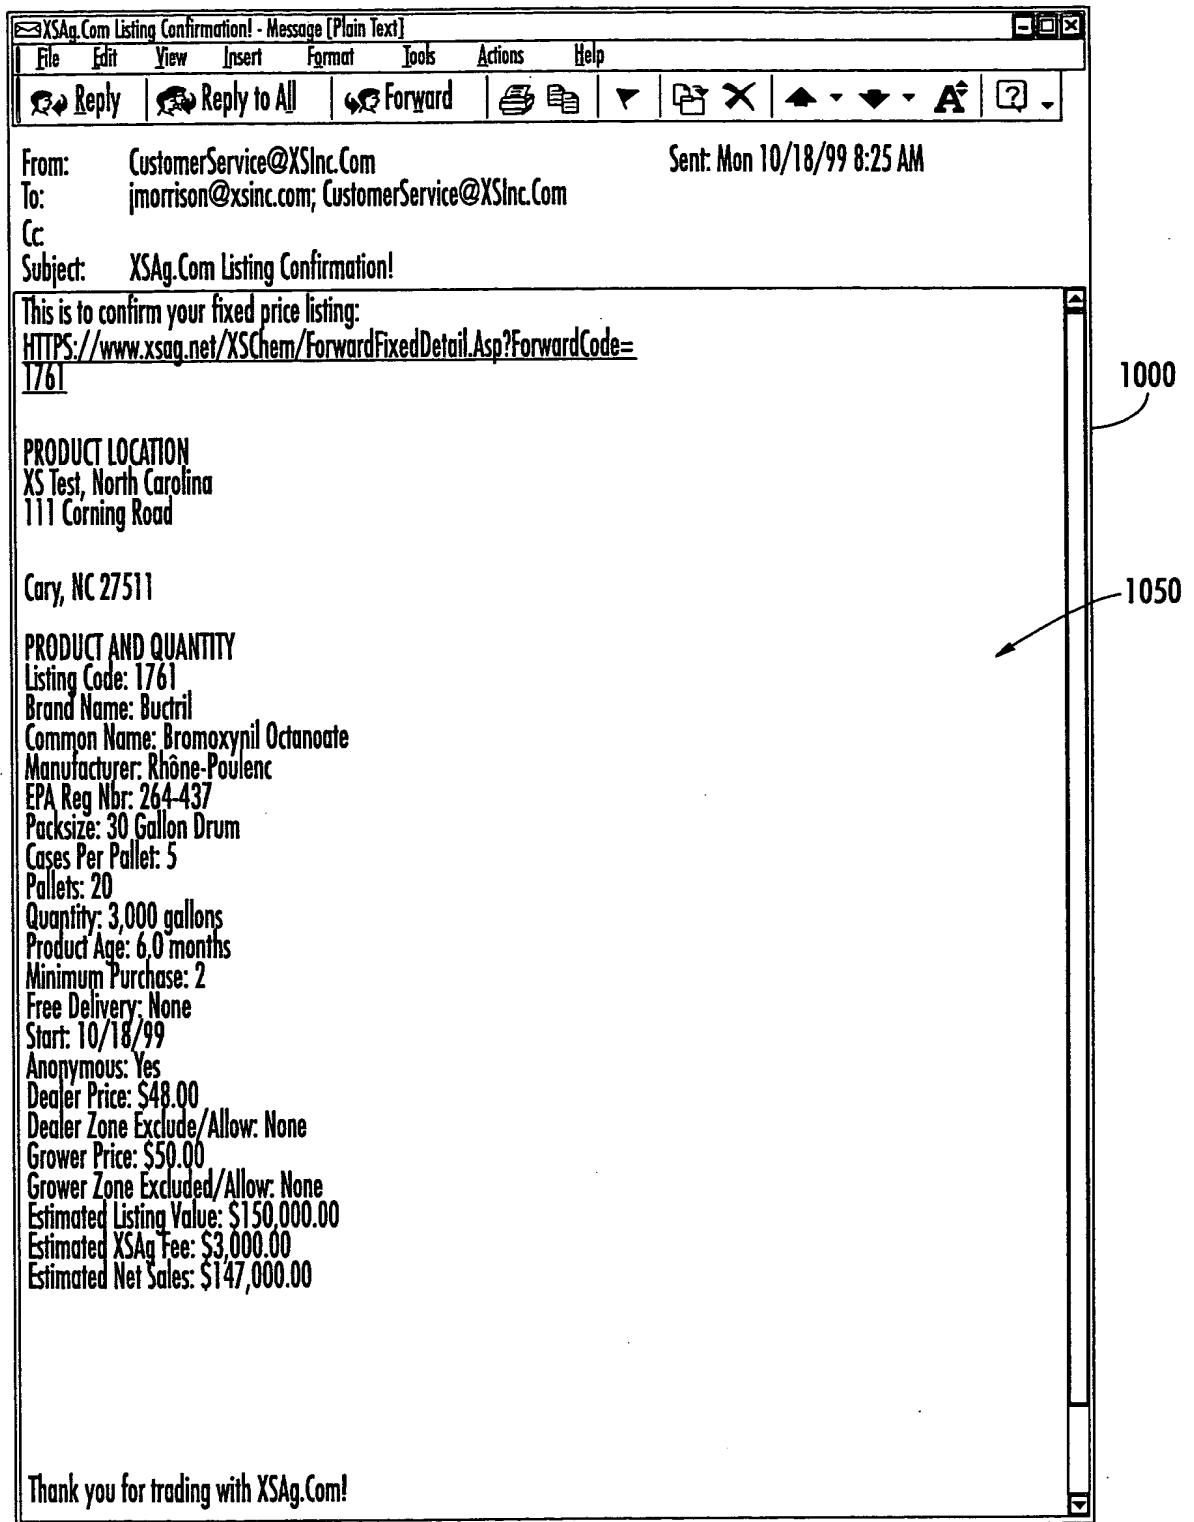 XSAg.Com Listing Confirmation! - Message [Plain Text]
File Edit View Insert Format Tools Actions Help
Reply Reply to All Forward
From: CustomerService@XSInc.Com Sent: Mon 10/18/99 8:25 AM
To: jmorrison@xsinc.com; CustomerService@XSInc.Com
Cc:
Subject: XSAg.Com Listing Confirmation!
This is to confirm your fixed price listing:
HTTPS://www.xsag.net/XSChem/ForwardFixedDetail.Asp?ForwardCode=
1761
1000
PRODUCT LOCATION
XS Test, North Carolina
111 Corning Road
Cary, NC 27511
1050
PRODUCT AND QUANTITY
Listing Code: 1761
Brand Name: Buctril
Common Name: Bromoxynil Octanoate
Manufacturer: Rhône-Poulenc
EPA Reg Nbr: 264-437
Packsize: 30 Gallon Drum
Cases Per Pallet: 5
Pallets: 20
Quantity: 3,000 gallons
Product Age: 6.0 months
Minimum Purchase: 2
Free Delivery: None
Start: 10/18/99
Anonymous: Yes
Dealer Price: $48.00
Dealer Zone Exclude/Allow: None
Grower Price: $50.00
Grower Zone Excluded/Allow: None
Estimated Listing Value: $150,000.00
Estimated XSAg Fee: $3,000.00
Estimated Net Sales: $147,000.00
Thank you for trading with XSAg.Com!